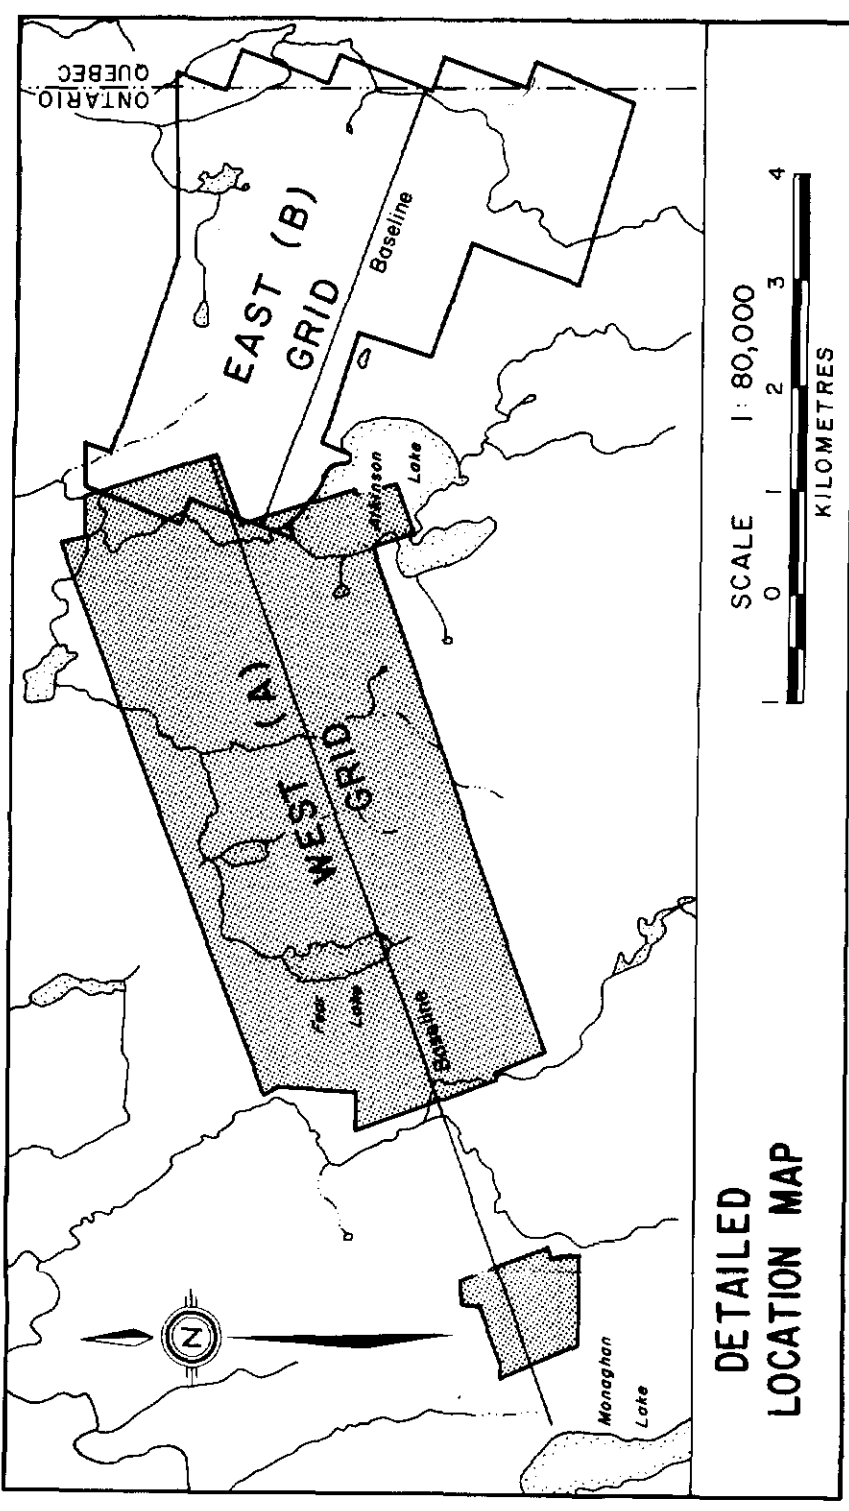 ONTARIO
QUEBEC
EAST (B)
GRID
Baseline
Atkinson
Lake
WEST (A)
GRID
Fear
Lake
Baseline
N
Monaghan
Lake
DETAILED
LOCATION MAP
SCALE 1:80,000
1 0 1 2 3 4
KILOMETRES